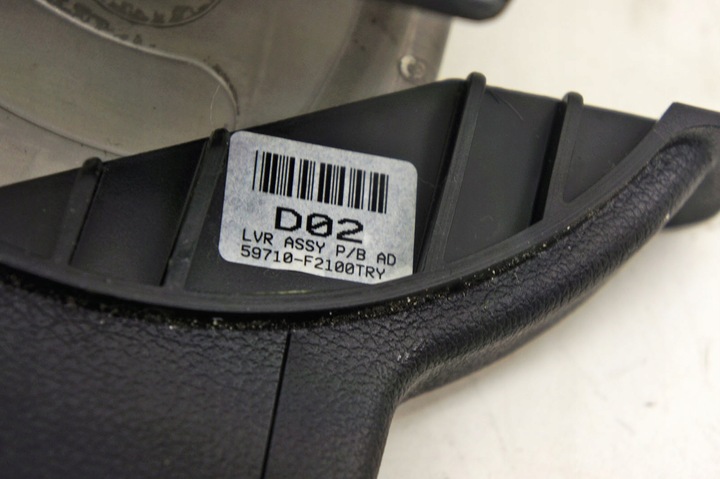 D02
LVR ASSY P/B AD
59710-F2100TRY